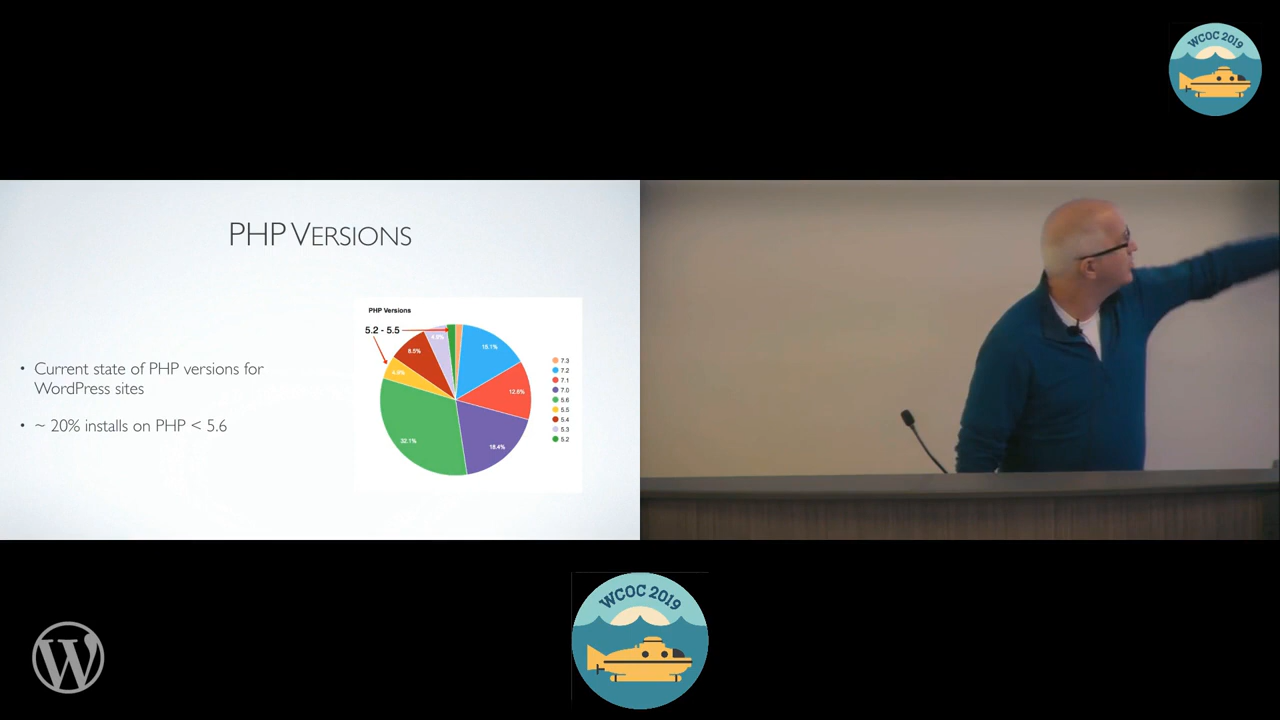 WCOC 2019
PHP VERSIONS
PHP Versions
5.2 - 5.5
15.1%
12.6%
18.4%
32.1%
8.5%
7.3
7.2
7.1
7.0
5.6
5.5
5.4
5.3
5.2
• Current state of PHP versions for
WordPress sites
• ~ 20% installs on PHP < 5.6
W
WCOC 2019